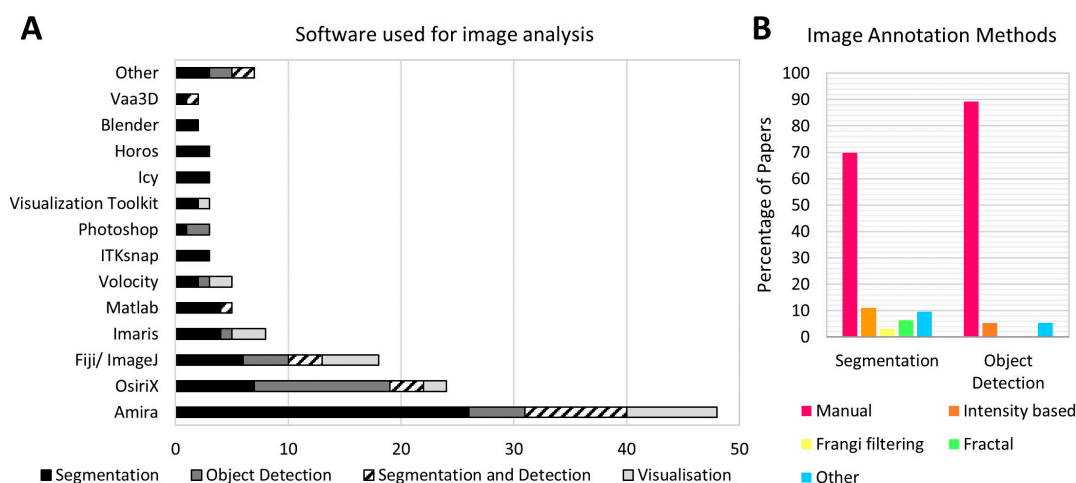 A
Software used for image analysis
Other
Vaa3D
Blender
Horos
Icy
Visualization Toolkit
Photoshop
ITKsnap
Volocity
Matlab
Imaris
Fiji/ ImageJ
OsiriX
Amira
0 10 20 30 40 50
Segmentation Object Detection Segmentation and Detection Visualisation
B
Image Annotation Methods
Percentage of Papers
100
90
80
70
60
50
40
30
20
10
0
Segmentation Object
Detection
Manual Intensity based
Frangi filtering Fractal
Other